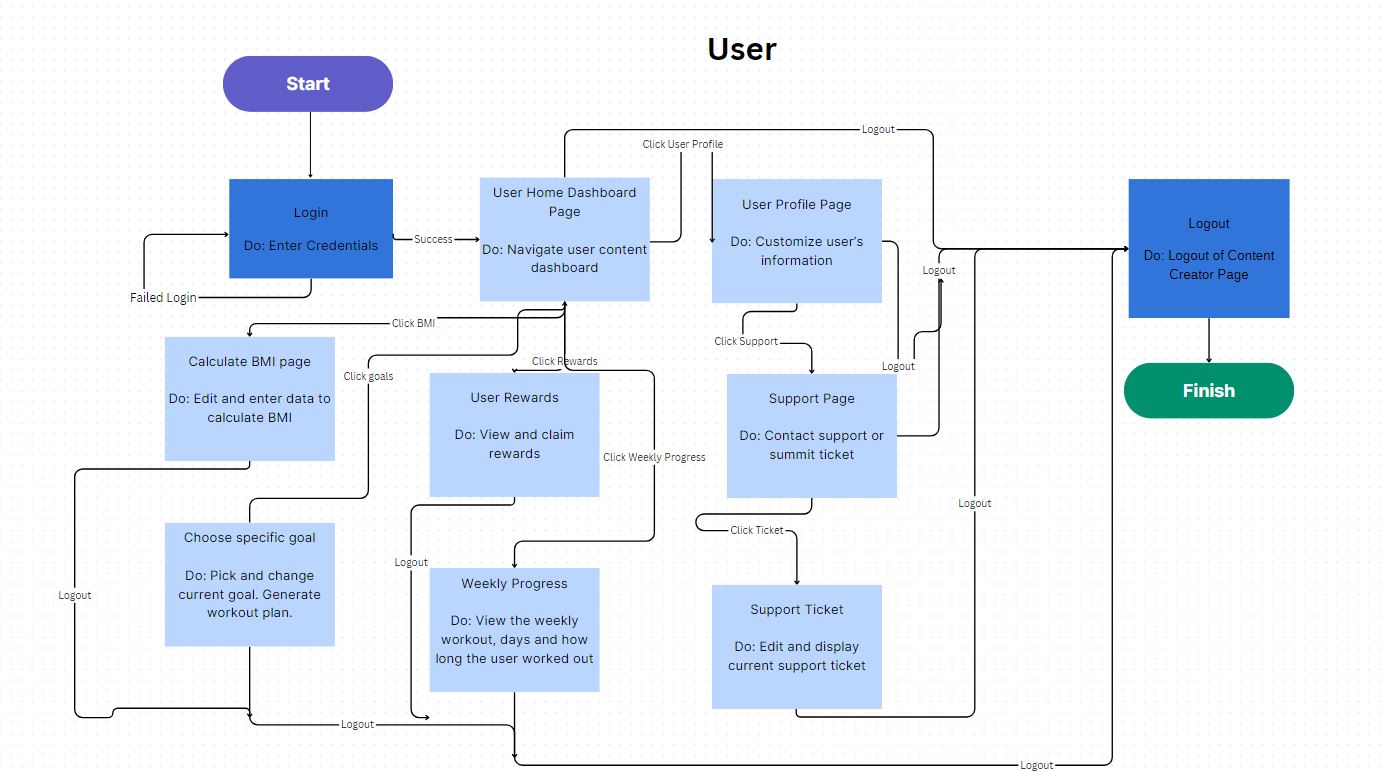 User
Start
Login
Do: Enter Credentials
Failed Login
Success
User Home Dashboard
Page
Do: Navigate user content
dashboard
Logout
Click User Profile
User Profile Page
Do: Customize user's
information
Logout
Logout
Logout
Do: Logout of Content
Creator Page
Finish
Click BMI
Calculate BMI page
Do: Edit and enter data to
calculate BMI
Click goals
Click Rewards
User Rewards
Do: View and claim
rewards
Click Support
Support Page
Do: Contact support or
summit ticket
Click Weekly Progress
Logout
Choose specific goal
Do: Pick and change
current goal. Generate
workout plan.
Logout
Weekly Progress
Do: View the weekly
workout, days and how
long the user worked out
Click Ticket
Support Ticket
Do: Edit and display
current support ticket
Logout
Logout
Logout